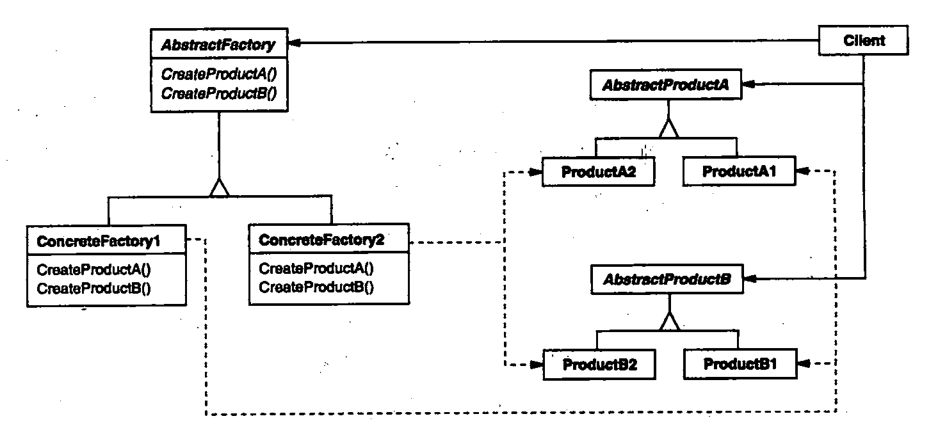 AbstractFactory
CreateProductA()
CreateProductB()
Client
AbstractProductA
ProductA2
ProductA1
ConcreteFactory1
CreateProductA()
CreateProductB()
ConcreteFactory2
CreateProductA()
CreateProductB()
AbstractProductB
ProductB2
ProductB1